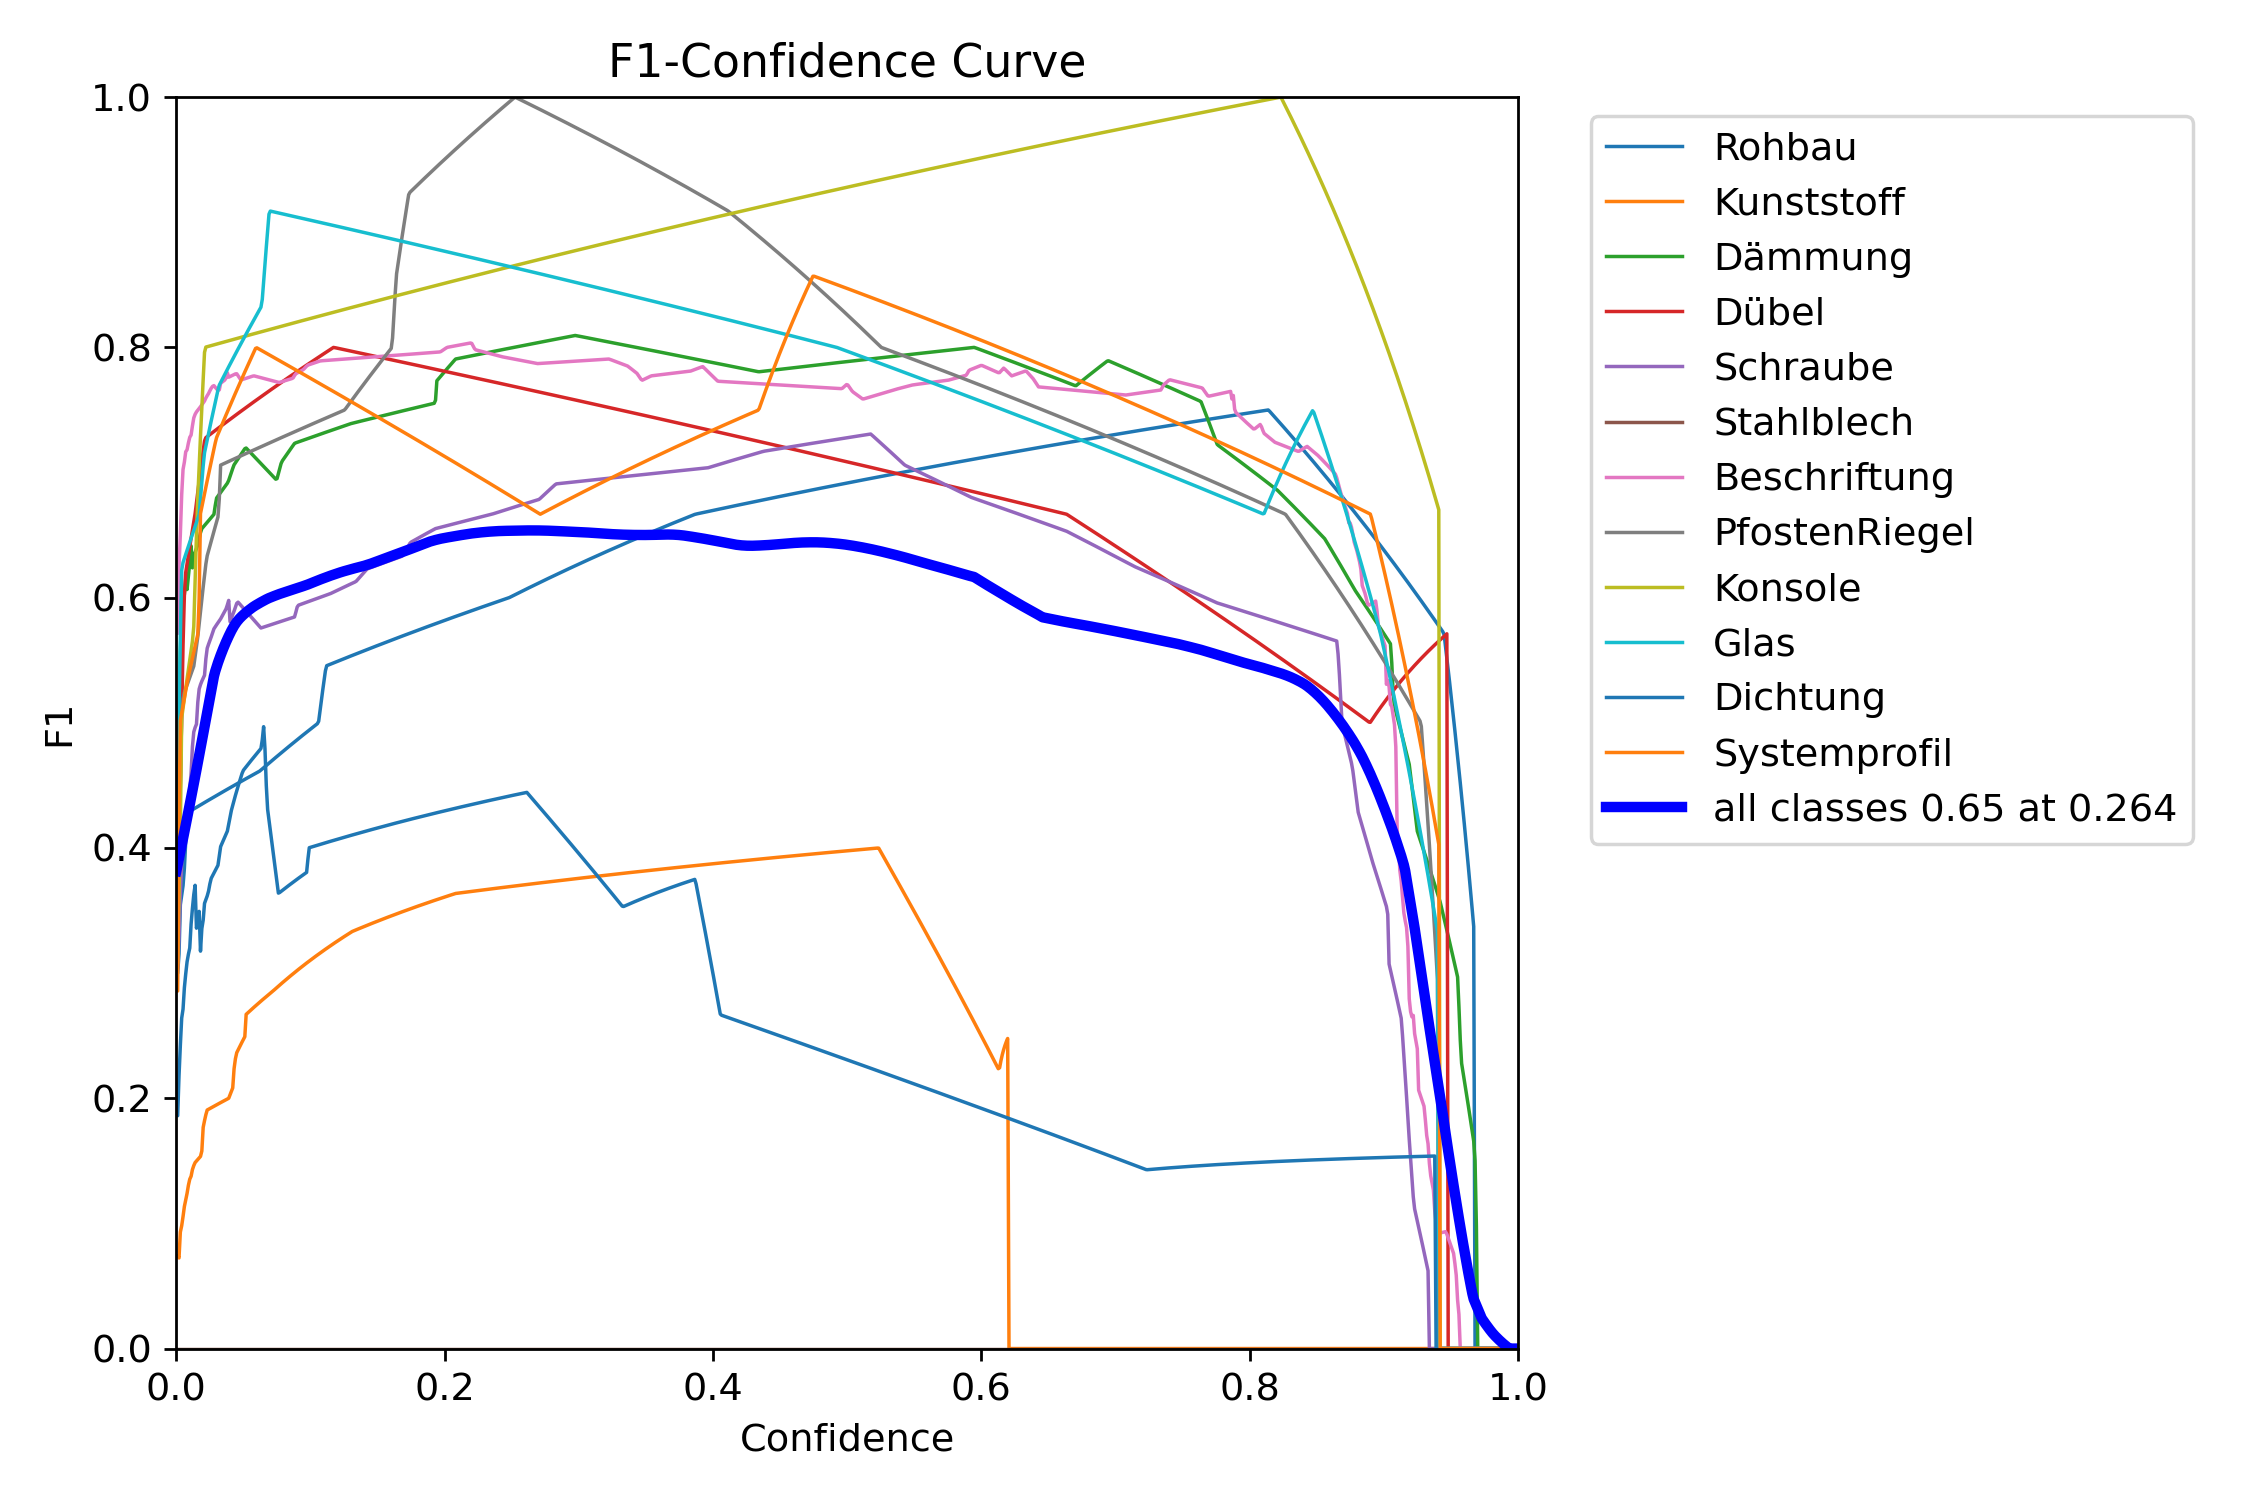 F1-Confidence Curve
1.0
0.8
0.6
0.4
0.2
0.0
F1
0.0 0.2 0.4 0.6 0.8 1.0
Confidence
Rohbau
Kunststoff
Dämmung
Dübel
Schraube
Stahlblech
Beschriftung
PfostenRiegel
Konsole
Glas
Dichtung
Systemprofil
all classes 0.65 at 0.264